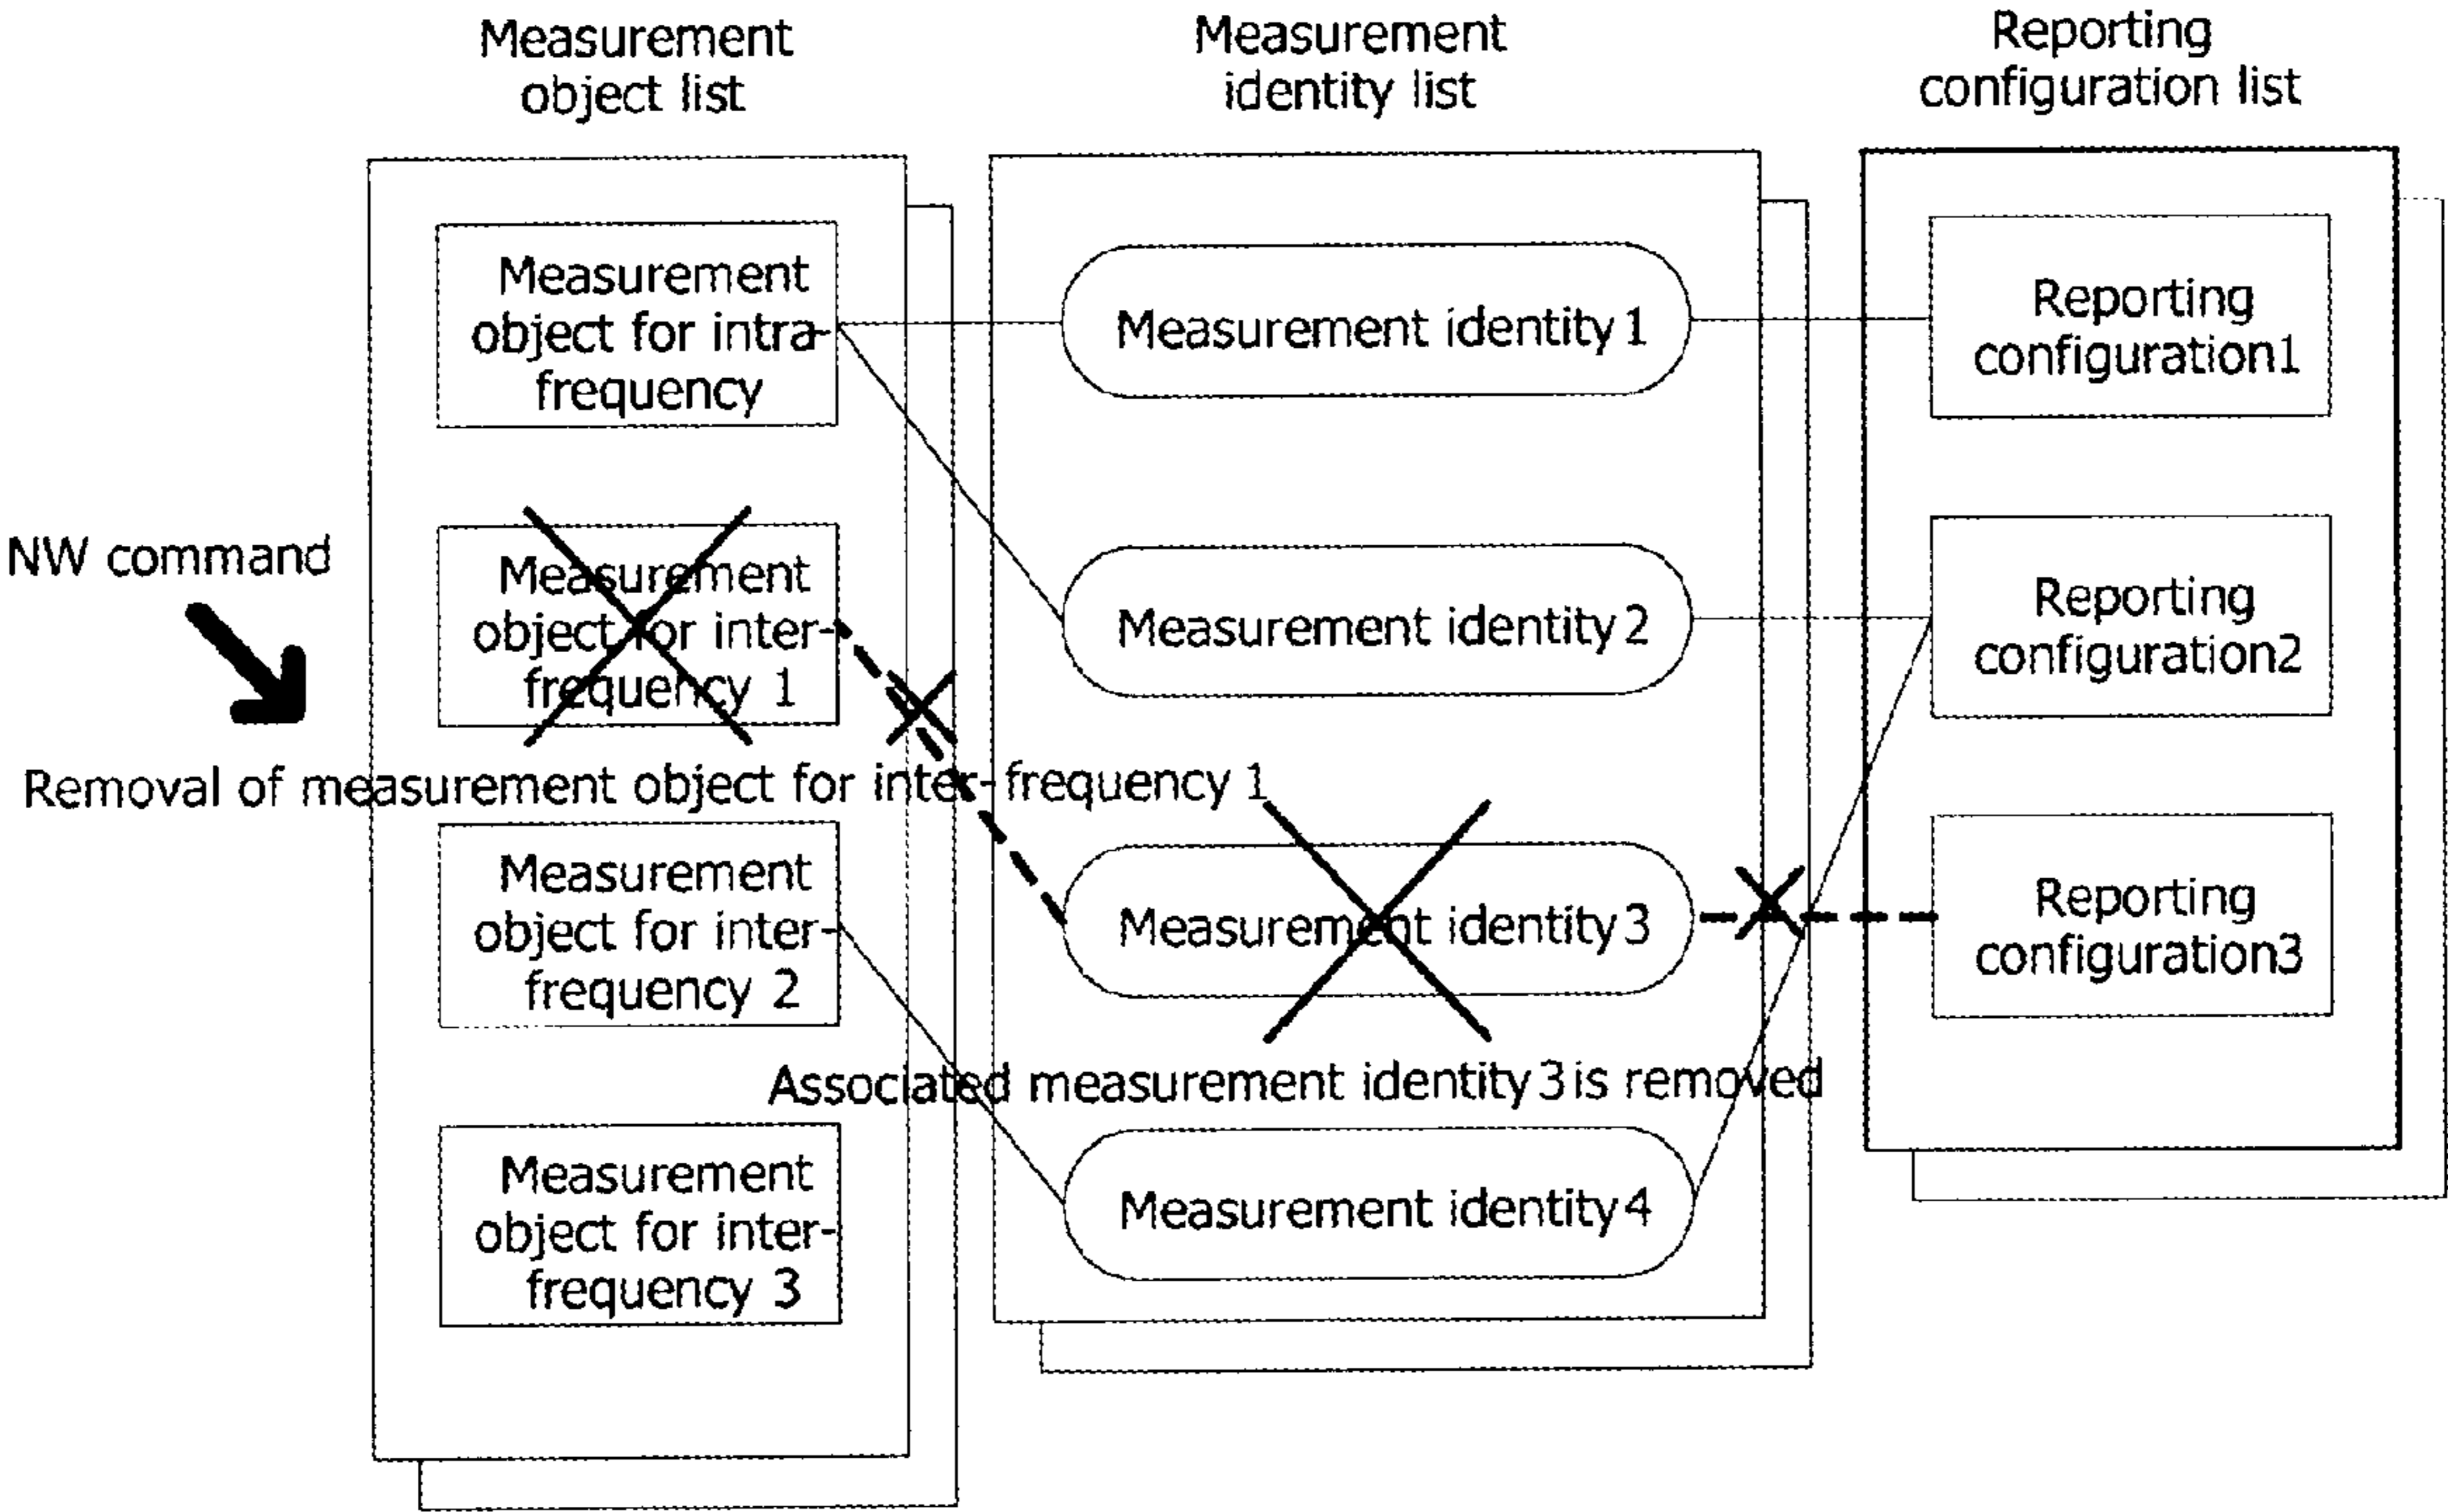 Measurement
object list
Measurement
identity list
Reporting
configuration list
Measurement
object for intra-
frequency
Measurement identity 1
Reporting
configuration1
NW command
Measurement
object for inter-
frequency 1
Measurement identity 2
Reporting
configuration2
Removal of measurement object for inter-frequency 1
Measurement
object for inter-
frequency 2
Measurement identity 3
Reporting
configuration3
Associated measurement identity 3 is removed
Measurement
object for inter-
frequency 3
Measurement identity 4